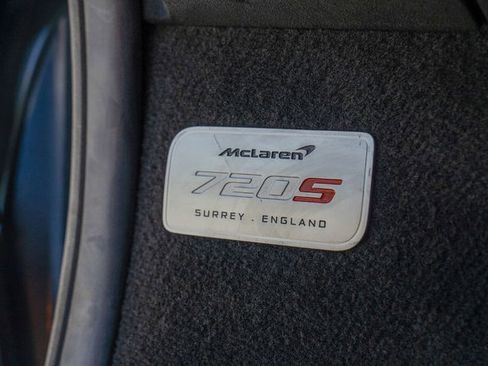 McLaren
720S
SURREY . ENGLAND